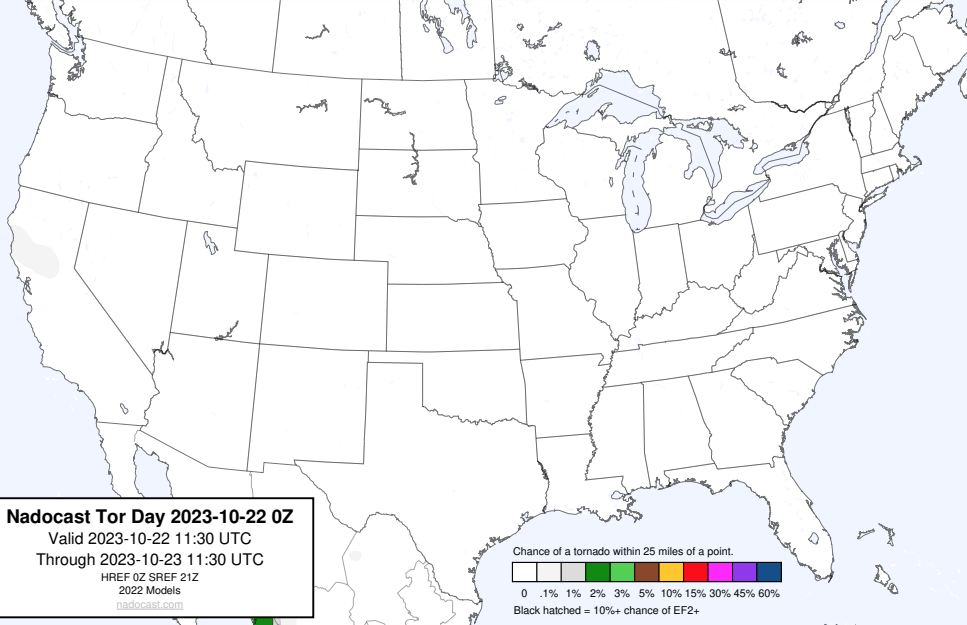 Nadocast Tor Day 2023-10-22 0Z
Valid 2023-10-22 11:30 UTC
Through 2023-10-23 11:30 UTC
HREF 0Z SREF 21Z
2022 Models
nadocast.com
Chance of a tornado within 25 miles of a point.
0 .1% 1% 2% 3% 5% 10% 15% 30% 45% 60%
Black hatched = 10%+ chance of EF2+